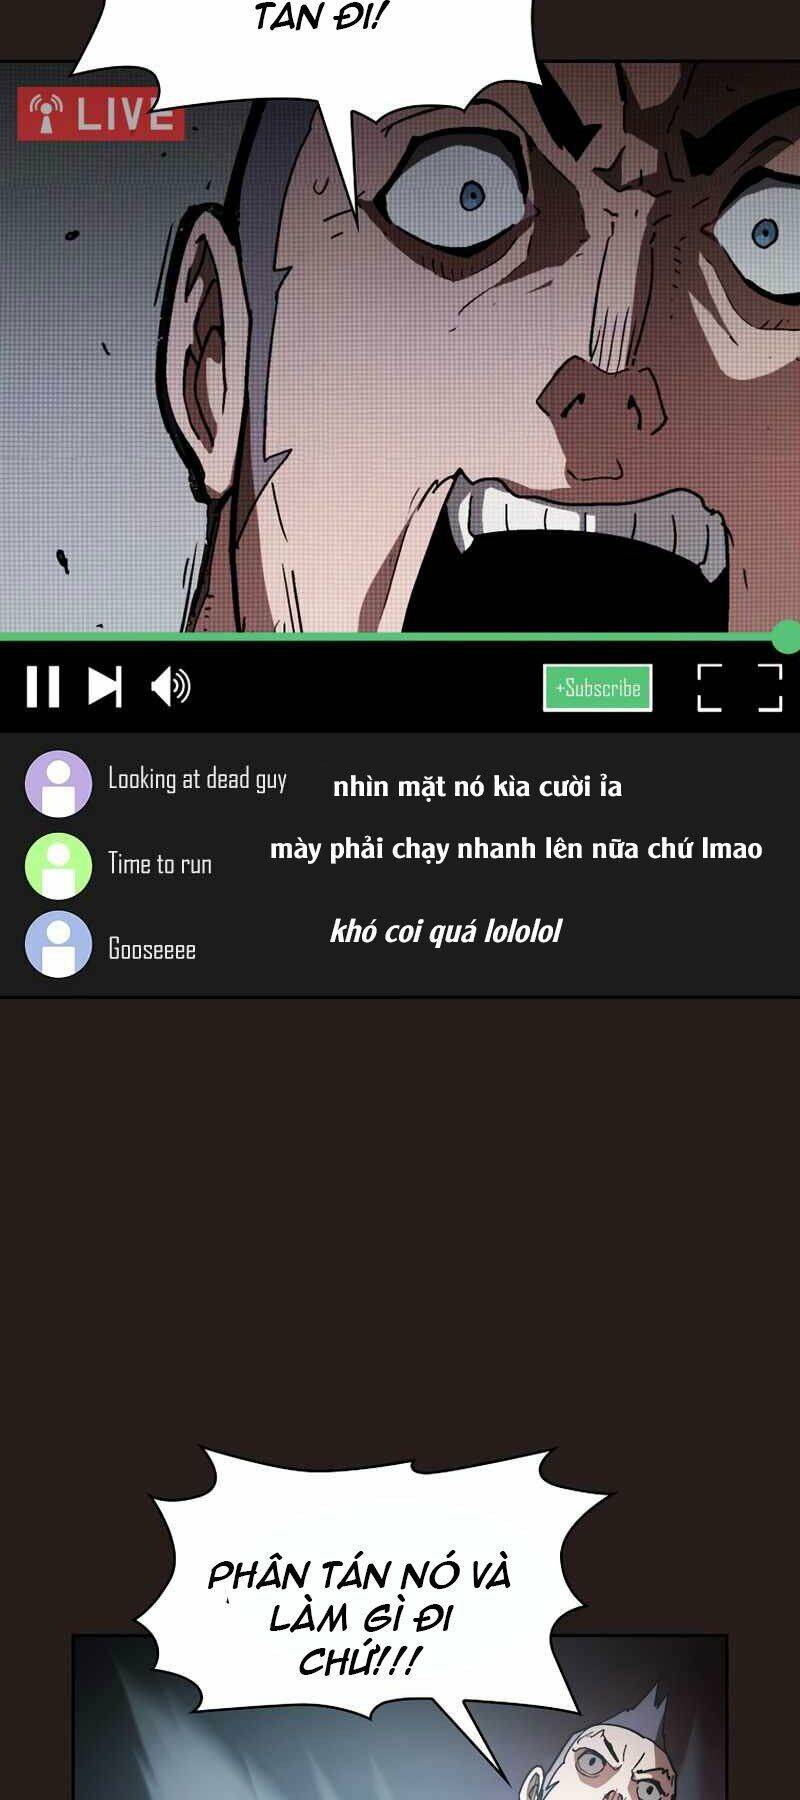 TAN ĐI!
LIVE
+Subscribe
Looking at dead guy nhìn mặt nó kìa cười ỉa
Time to run mày phải chạy nhanh lên nữa chứ lmao
Gooseeee khó coi quá lololol
PHÂN TÁN NÓ VÀ
LÀM GÌ ĐI
CHỨ!!!